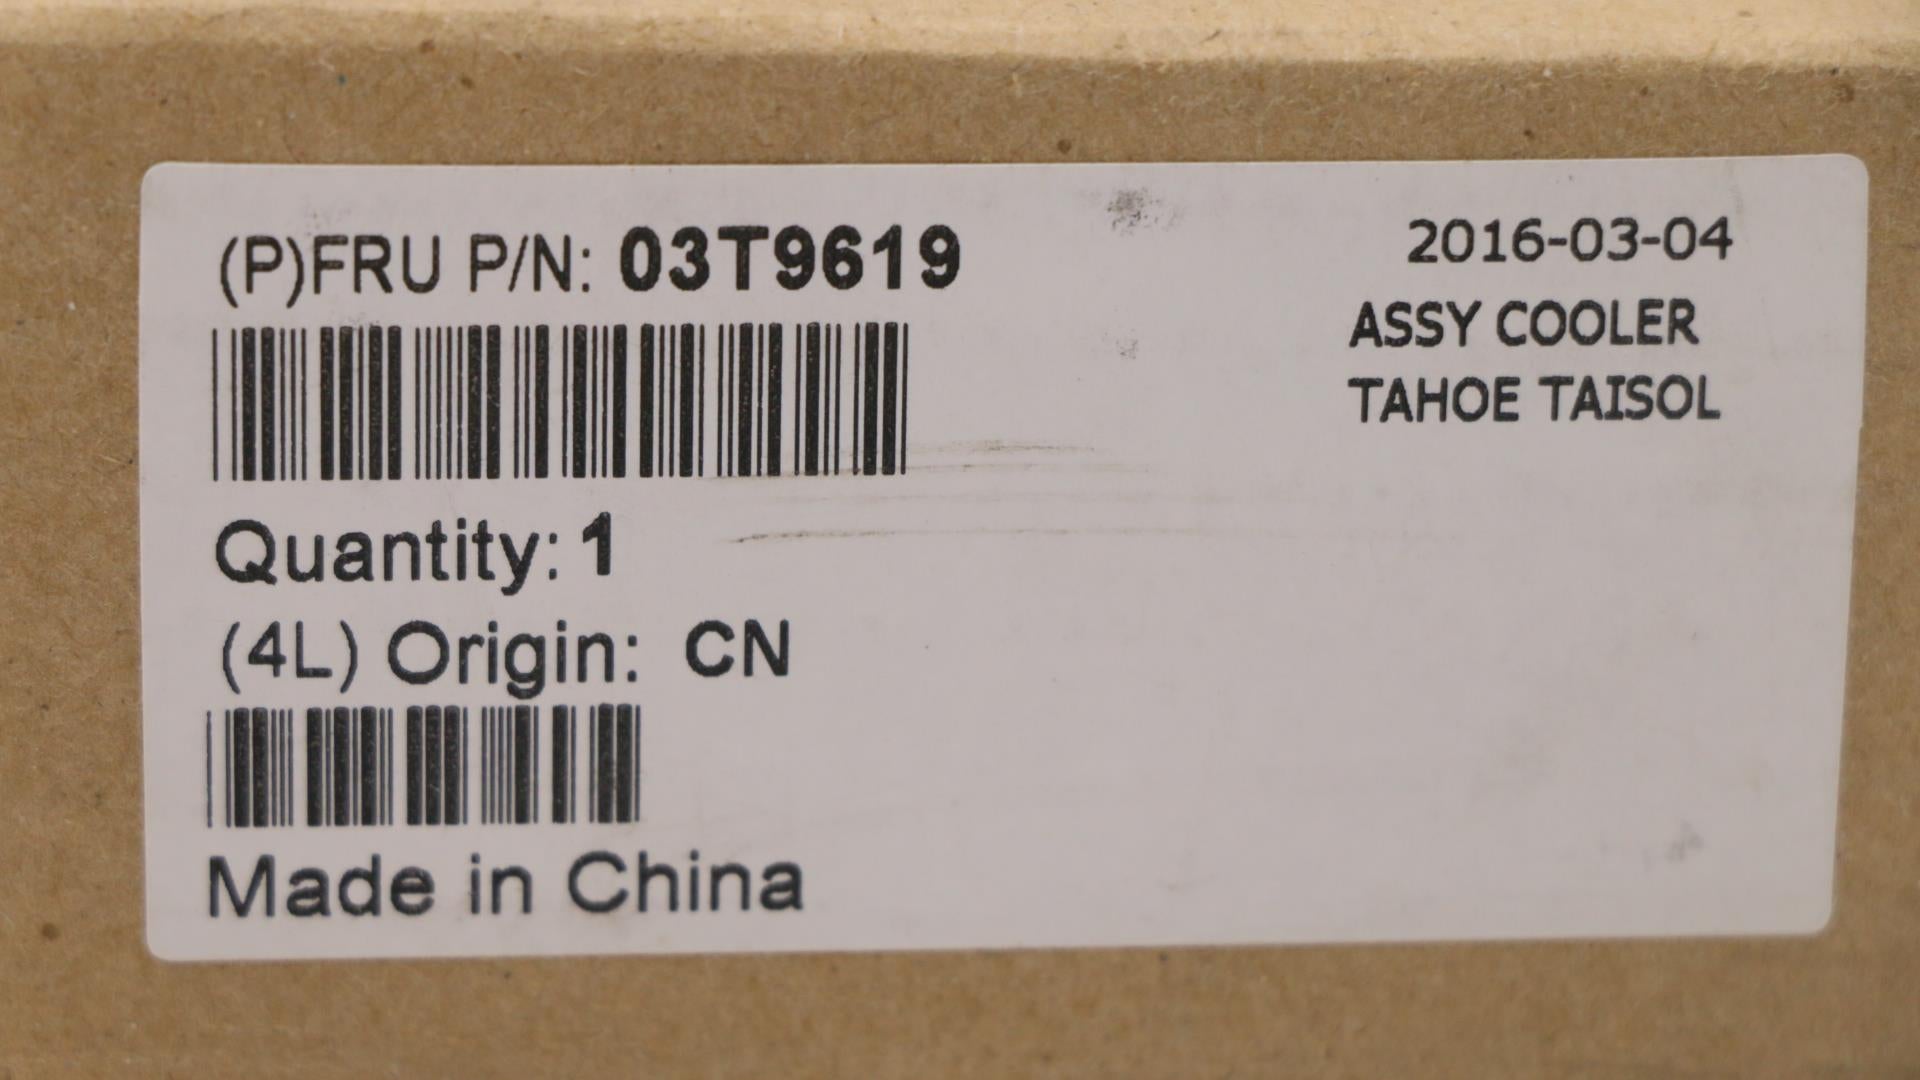 (P)FRU P/N: 03T9619
2016-03-04
ASSY COOLER
TAHOE TAISOL
Quantity: 1
(4L) Origin: CN
Made in China